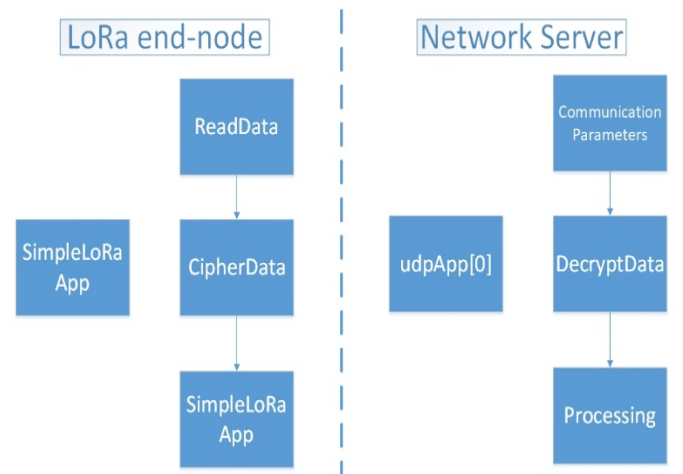 LoRa end-node
ReadData
SimpleLoRa
App
CipherData
SimpleLoRa
App
Network Server
Communication
Parameters
udpApp[0]
DecryptData
Processing